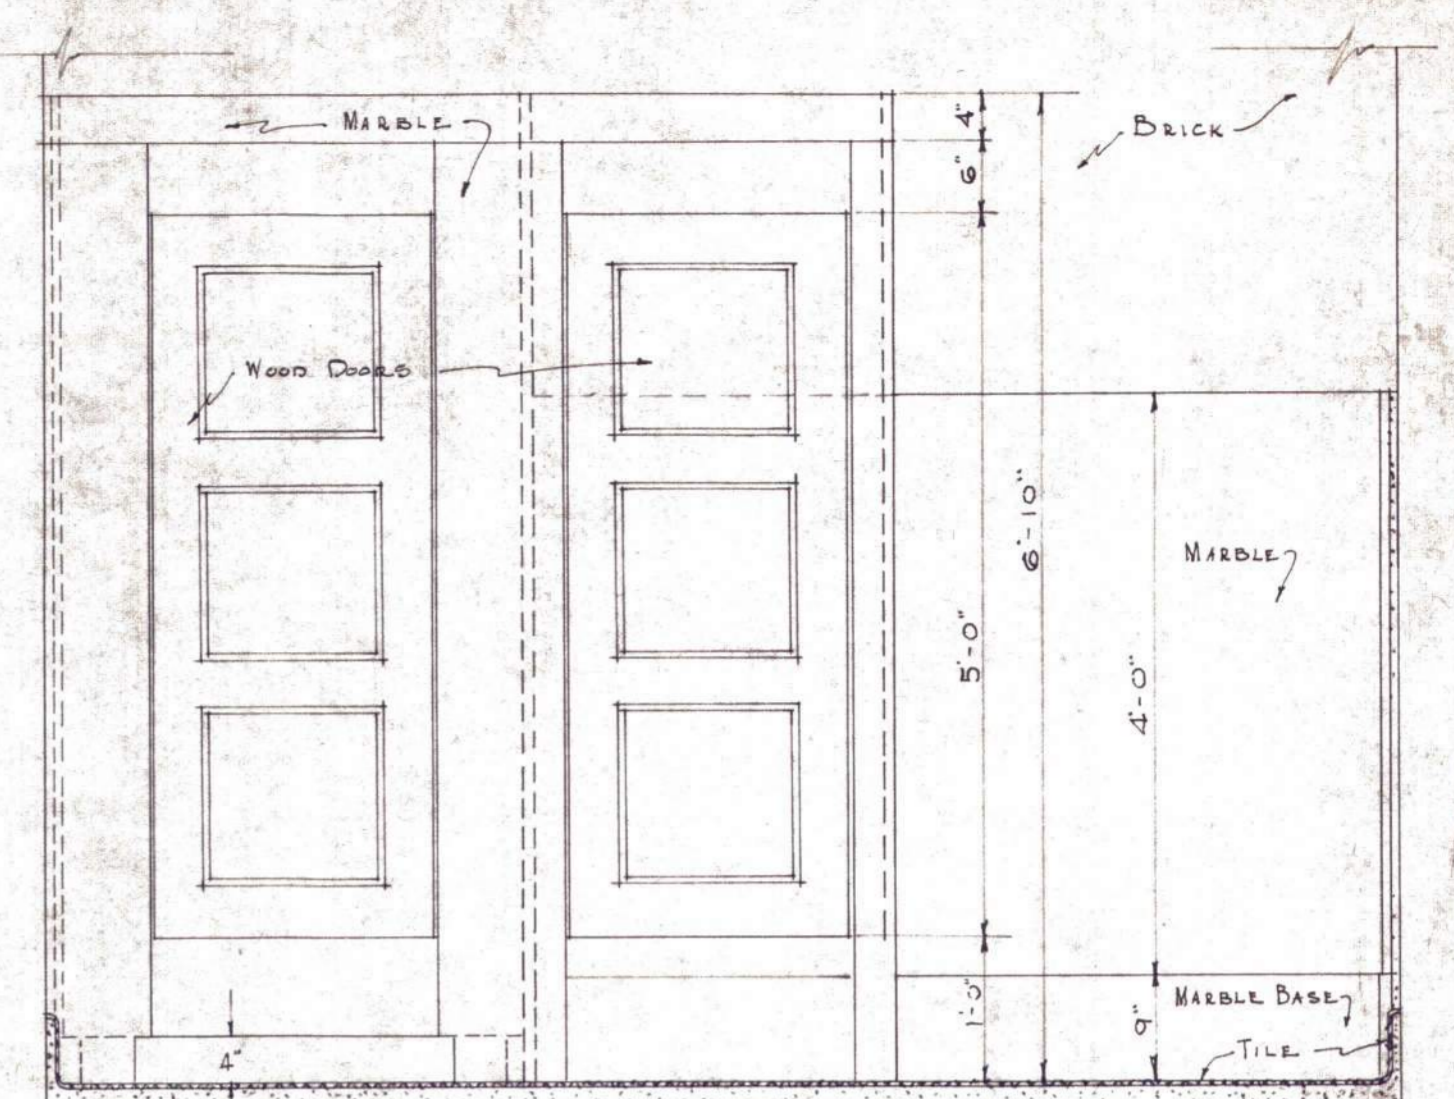 MARBLE
BRICK
4"
6"
WOOD DOORS
6'-10"
MARBLE
5'-0"
4'-0"
MARBLE BASE
1'-0"
9"
TILE
4"